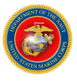 DEPARTMENT OF THE NAVY
UNITED STATES MARINE CORPS